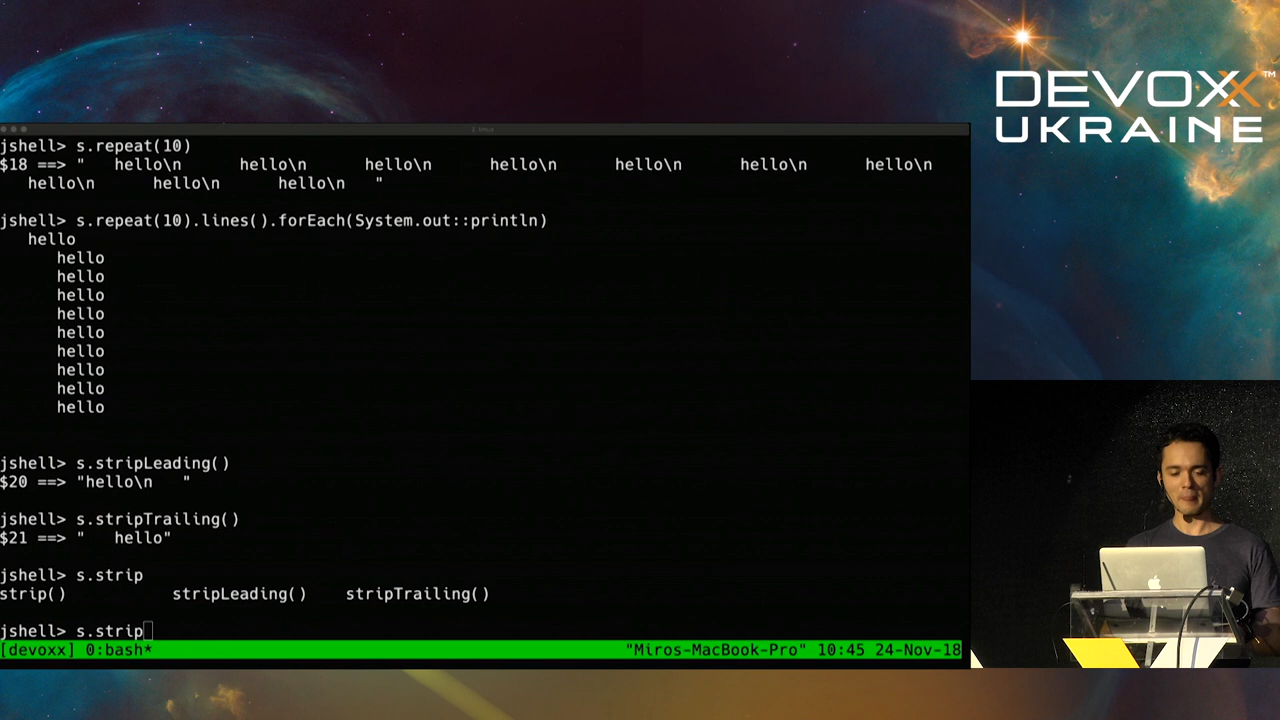 DEVOXX™
UKRAINE
jshell> s.repeat(10)
$18 ==> "   hello\n      hello\n      hello\n      hello\n      hello\n      hello\n      hello\n
   hello\n      hello\n      hello\n   "
jshell> s.repeat(10).lines().forEach(System.out::println)
   hello
      hello
      hello
      hello
      hello
      hello
      hello
      hello
      hello
      hello
jshell> s.stripLeading()
$20 ==> "hello\n   "
jshell> s.stripTrailing()
$21 ==> "   hello"
jshell> s.strip
strip()           stripLeading()    stripTrailing()
jshell> s.strip
[devoxx] 0:bash* "Miros-MacBook-Pro" 10:45 24-Nov-18